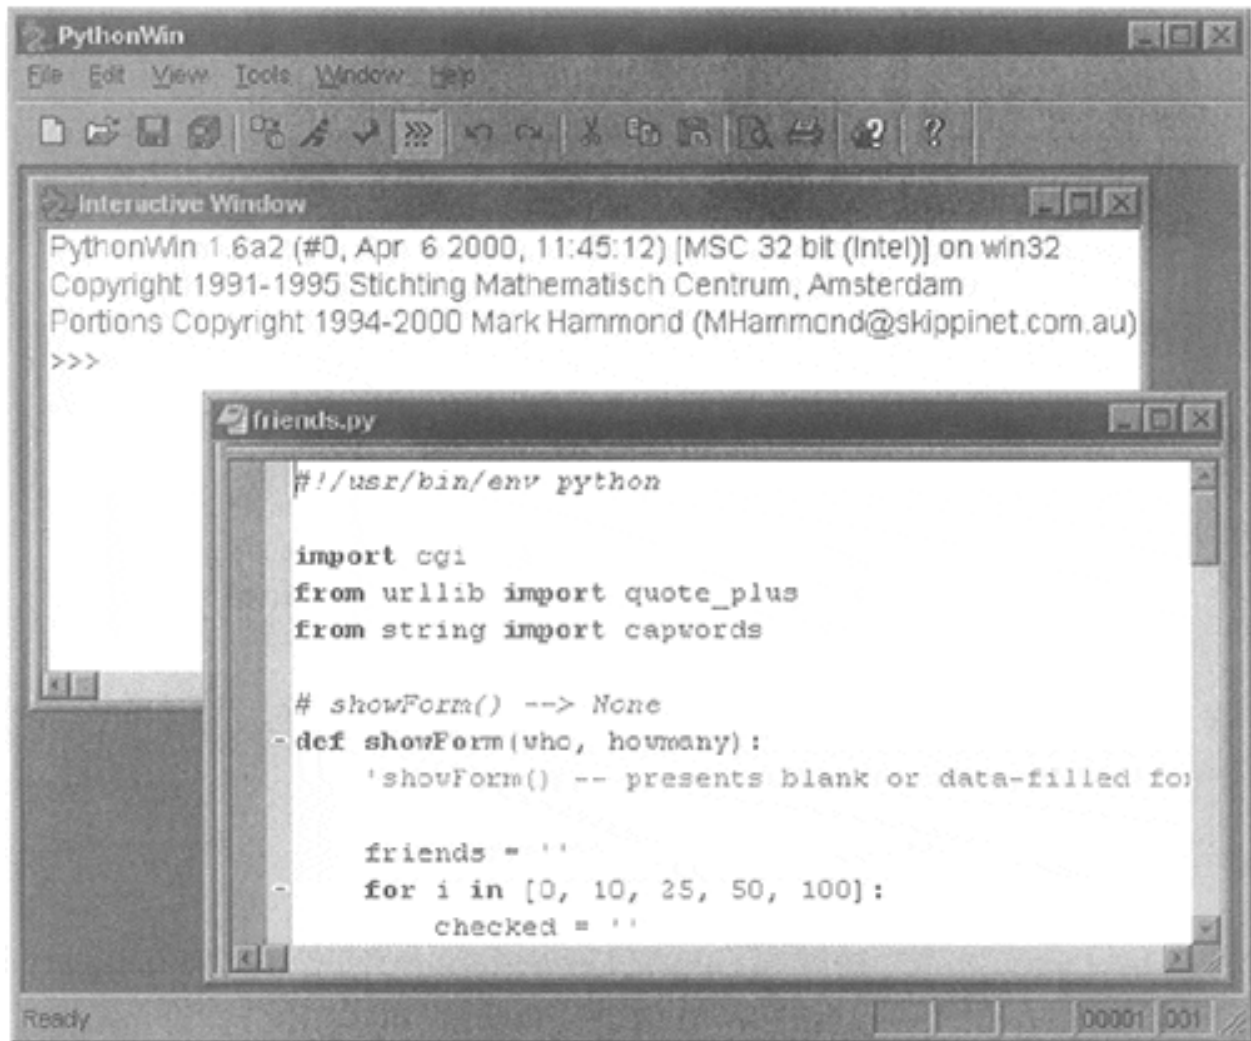 PythonWin
File Edit View Tools Window Help
Interactive Window
PythonWin 1.6a2 (#0, Apr 6 2000, 11:45:12) [MSC 32 bit (Intel)] on win32
Copyright 1991-1995 Stichting Mathematisch Centrum, Amsterdam
Portions Copyright 1994-2000 Mark Hammond (MHammond@skippinet.com.au)
>>>
friends.py
#!/usr/bin/env python
import cgi
from urllib import quote_plus
from string import capwords
# showForm() --> None
def showForm(who, howmany):
'showForm() -- presents blank or data-filled for
friends = ''
for i in [0, 10, 25, 50, 100]:
checked = ''
Ready 00001 001